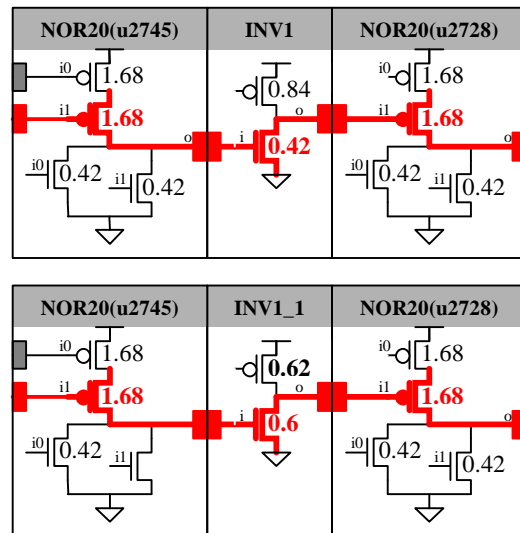 NOR20(u2745) INV1 NOR20(u2728)
i0 1.68 0.84 i0 1.68
i1 1.68 o i1 1.68
o i 0.42 o
i0 0.42 i1 0.42 i0 0.42 i1 0.42
NOR20(u2745) INV1_1 NOR20(u2728)
i0 1.68 0.62 i0 1.68
i1 1.68 o i1 1.68
o i 0.6 o
i0 0.42 i1 i0 0.42 i1 0.42